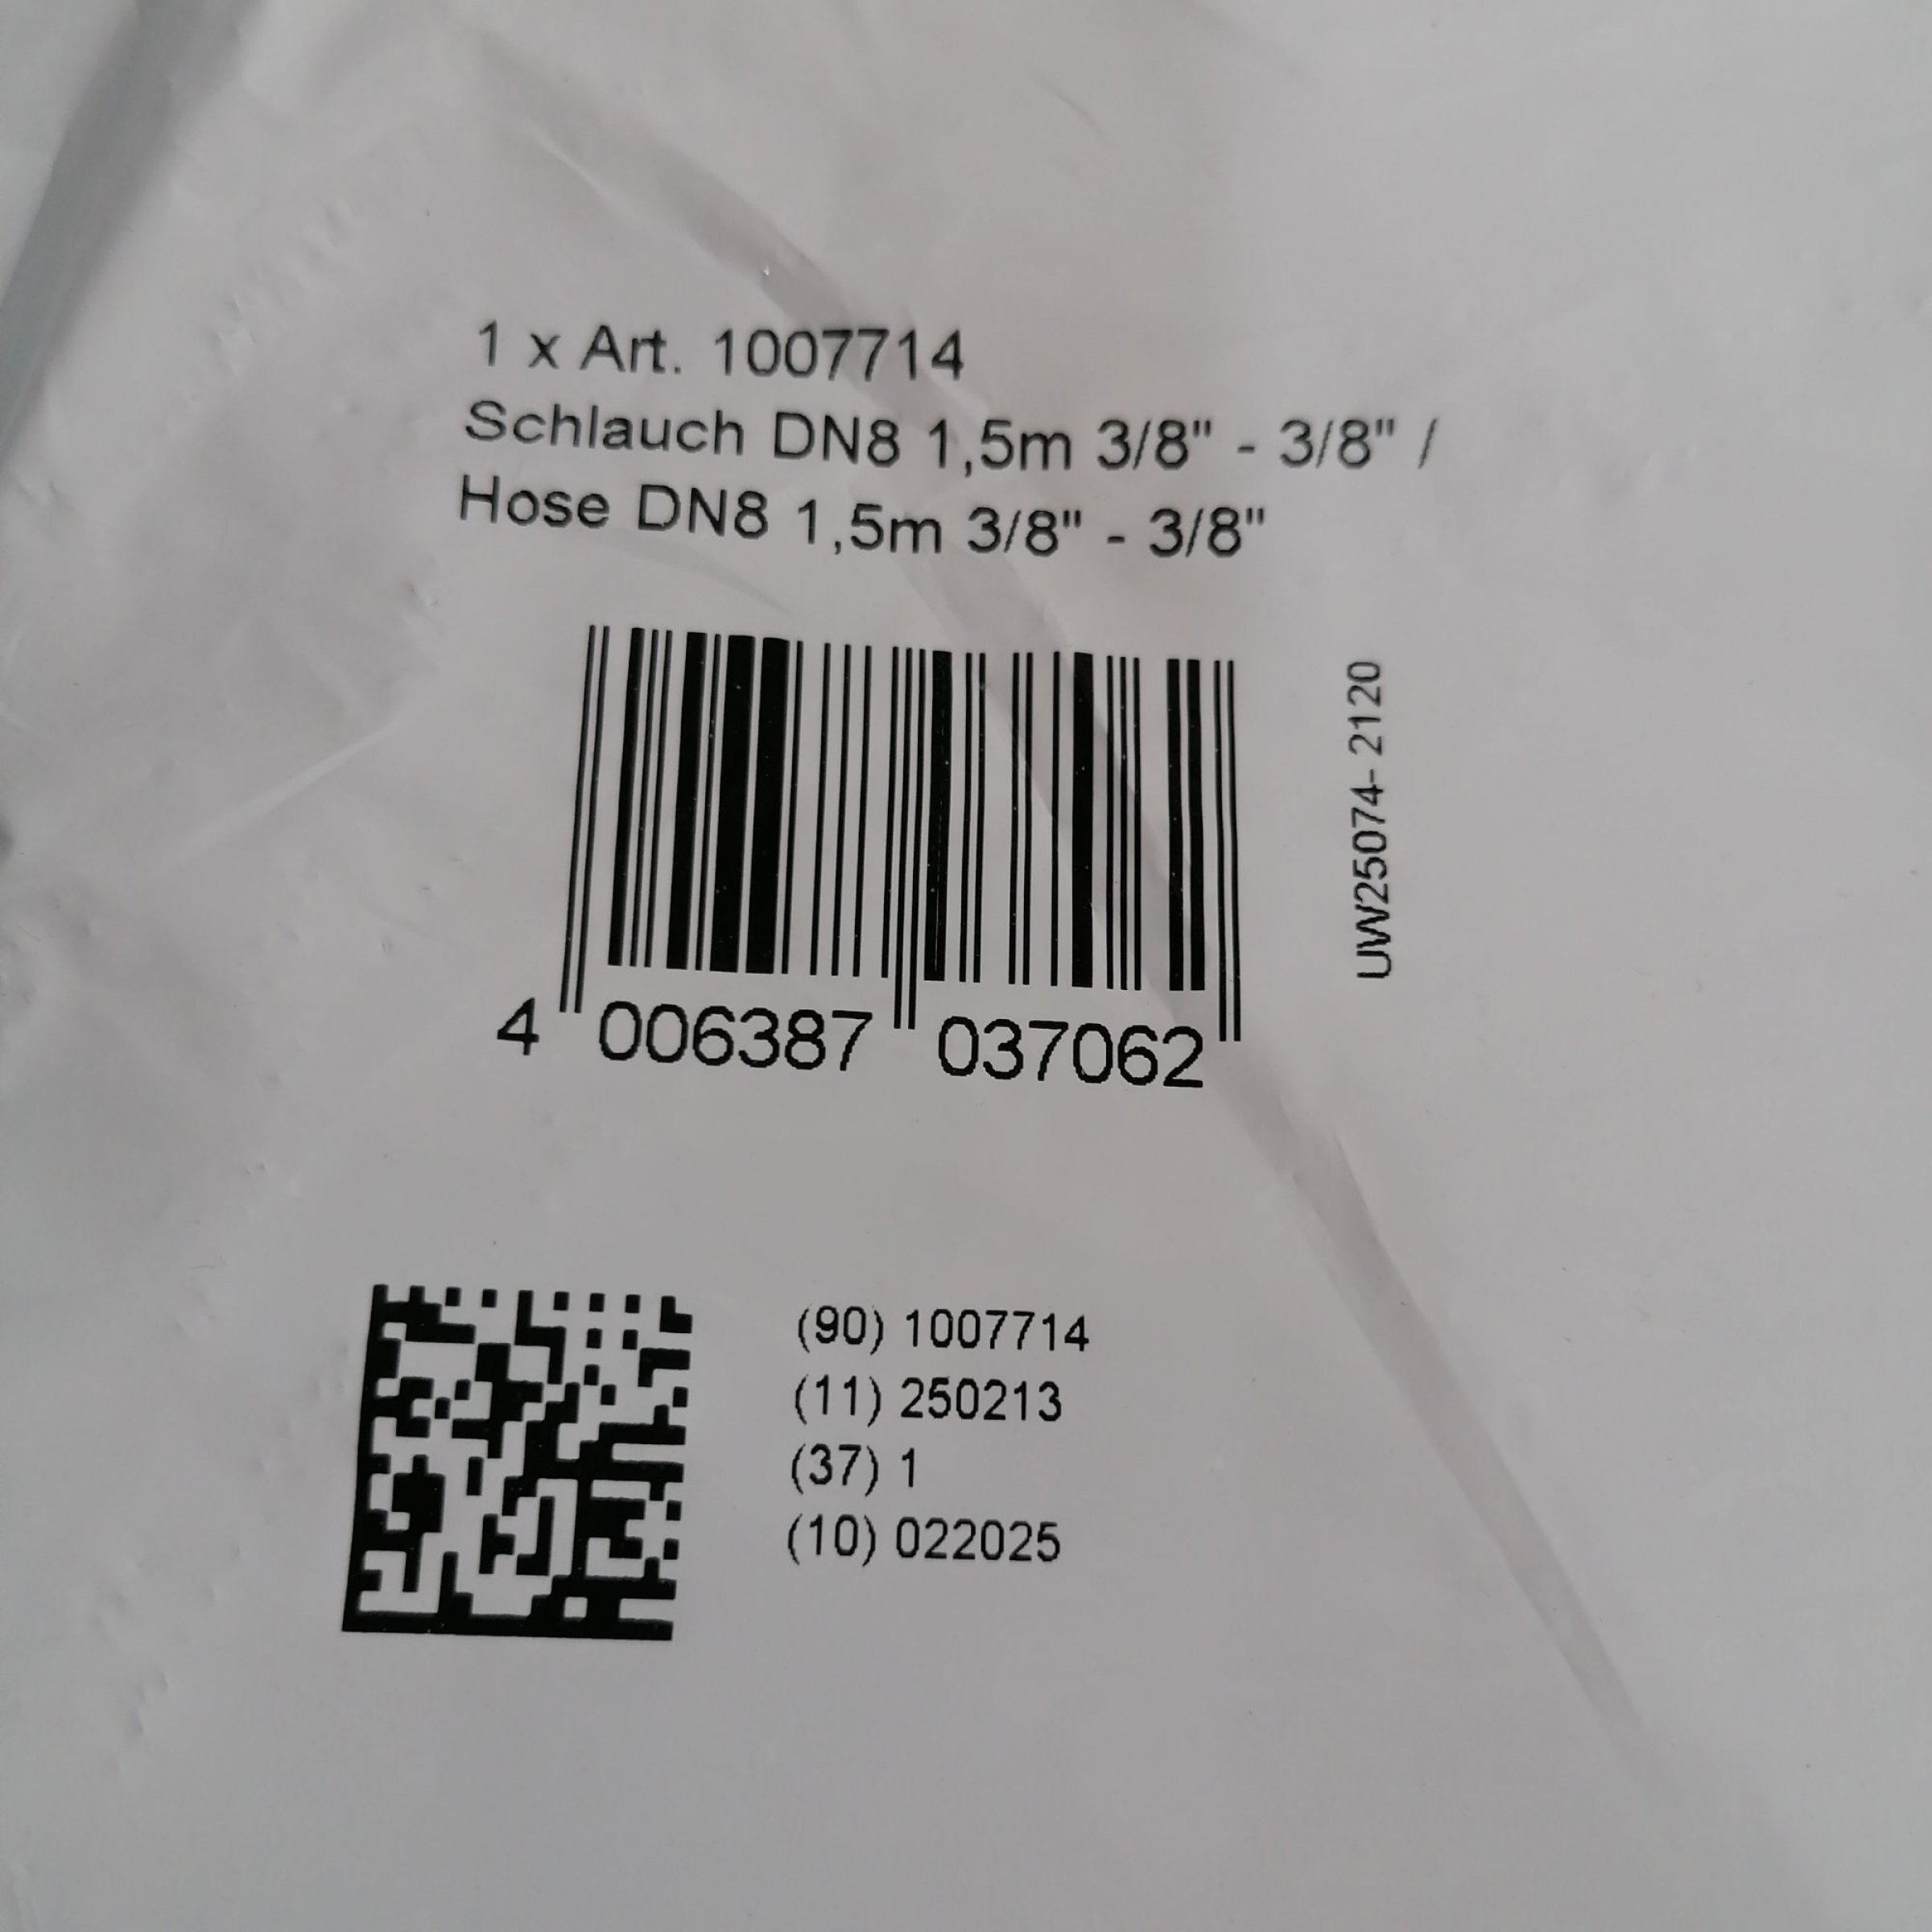 1 x Art. 1007714
Schlauch DN8 1,5m 3/8" - 3/8" /
Hose DN8 1,5m 3/8" - 3/8"
UW25074- 2120
4 006387 037062
(90) 1007714
(11) 250213
(37) 1
(10) 022025